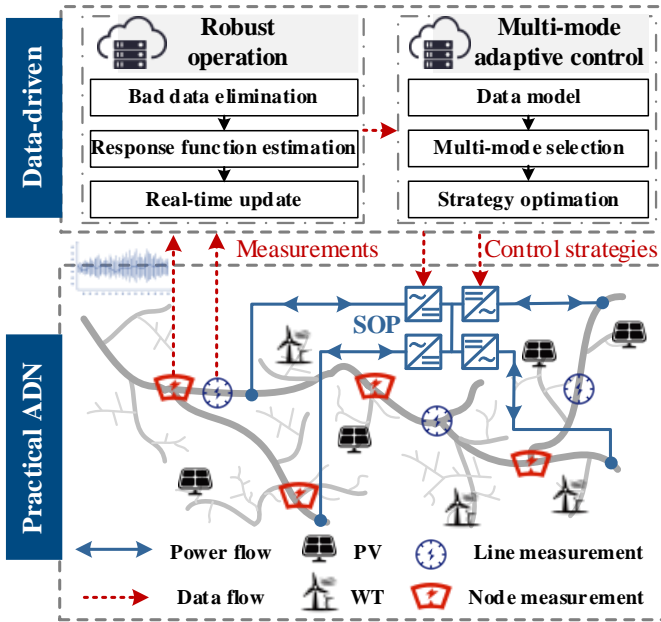 Data-driven
Robust
operation
Bad data elimination
Response function estimation
Real-time update
Multi-mode
adaptive control
Data model
Multi-mode selection
Strategy optimation
Measurements
Control strategies
Practical ADN
SOP
Power flow
PV
Line measurement
Data flow
WT
Node measurement